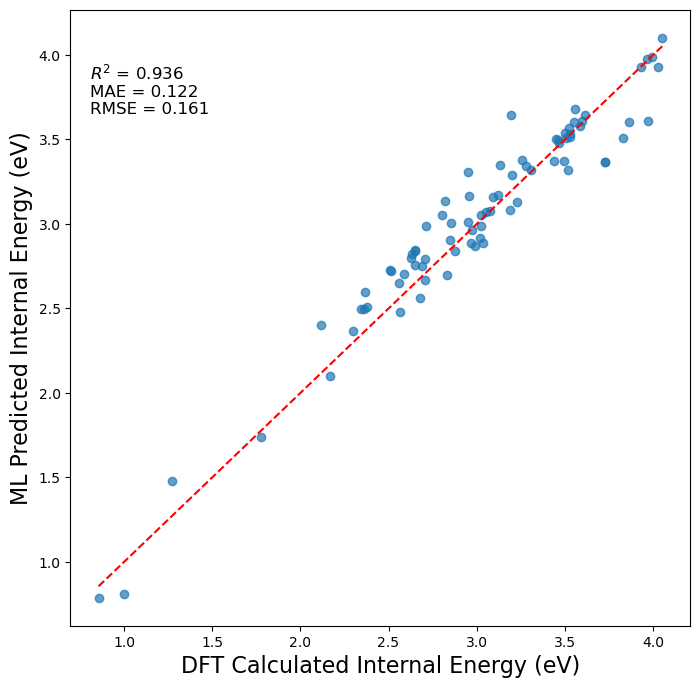 R² = 0.936
MAE = 0.122
RMSE = 0.161
ML Predicted Internal Energy (eV)
4.0
3.5
3.0
2.5
2.0
1.5
1.0
1.0 1.5 2.0 2.5 3.0 3.5 4.0
DFT Calculated Internal Energy (eV)